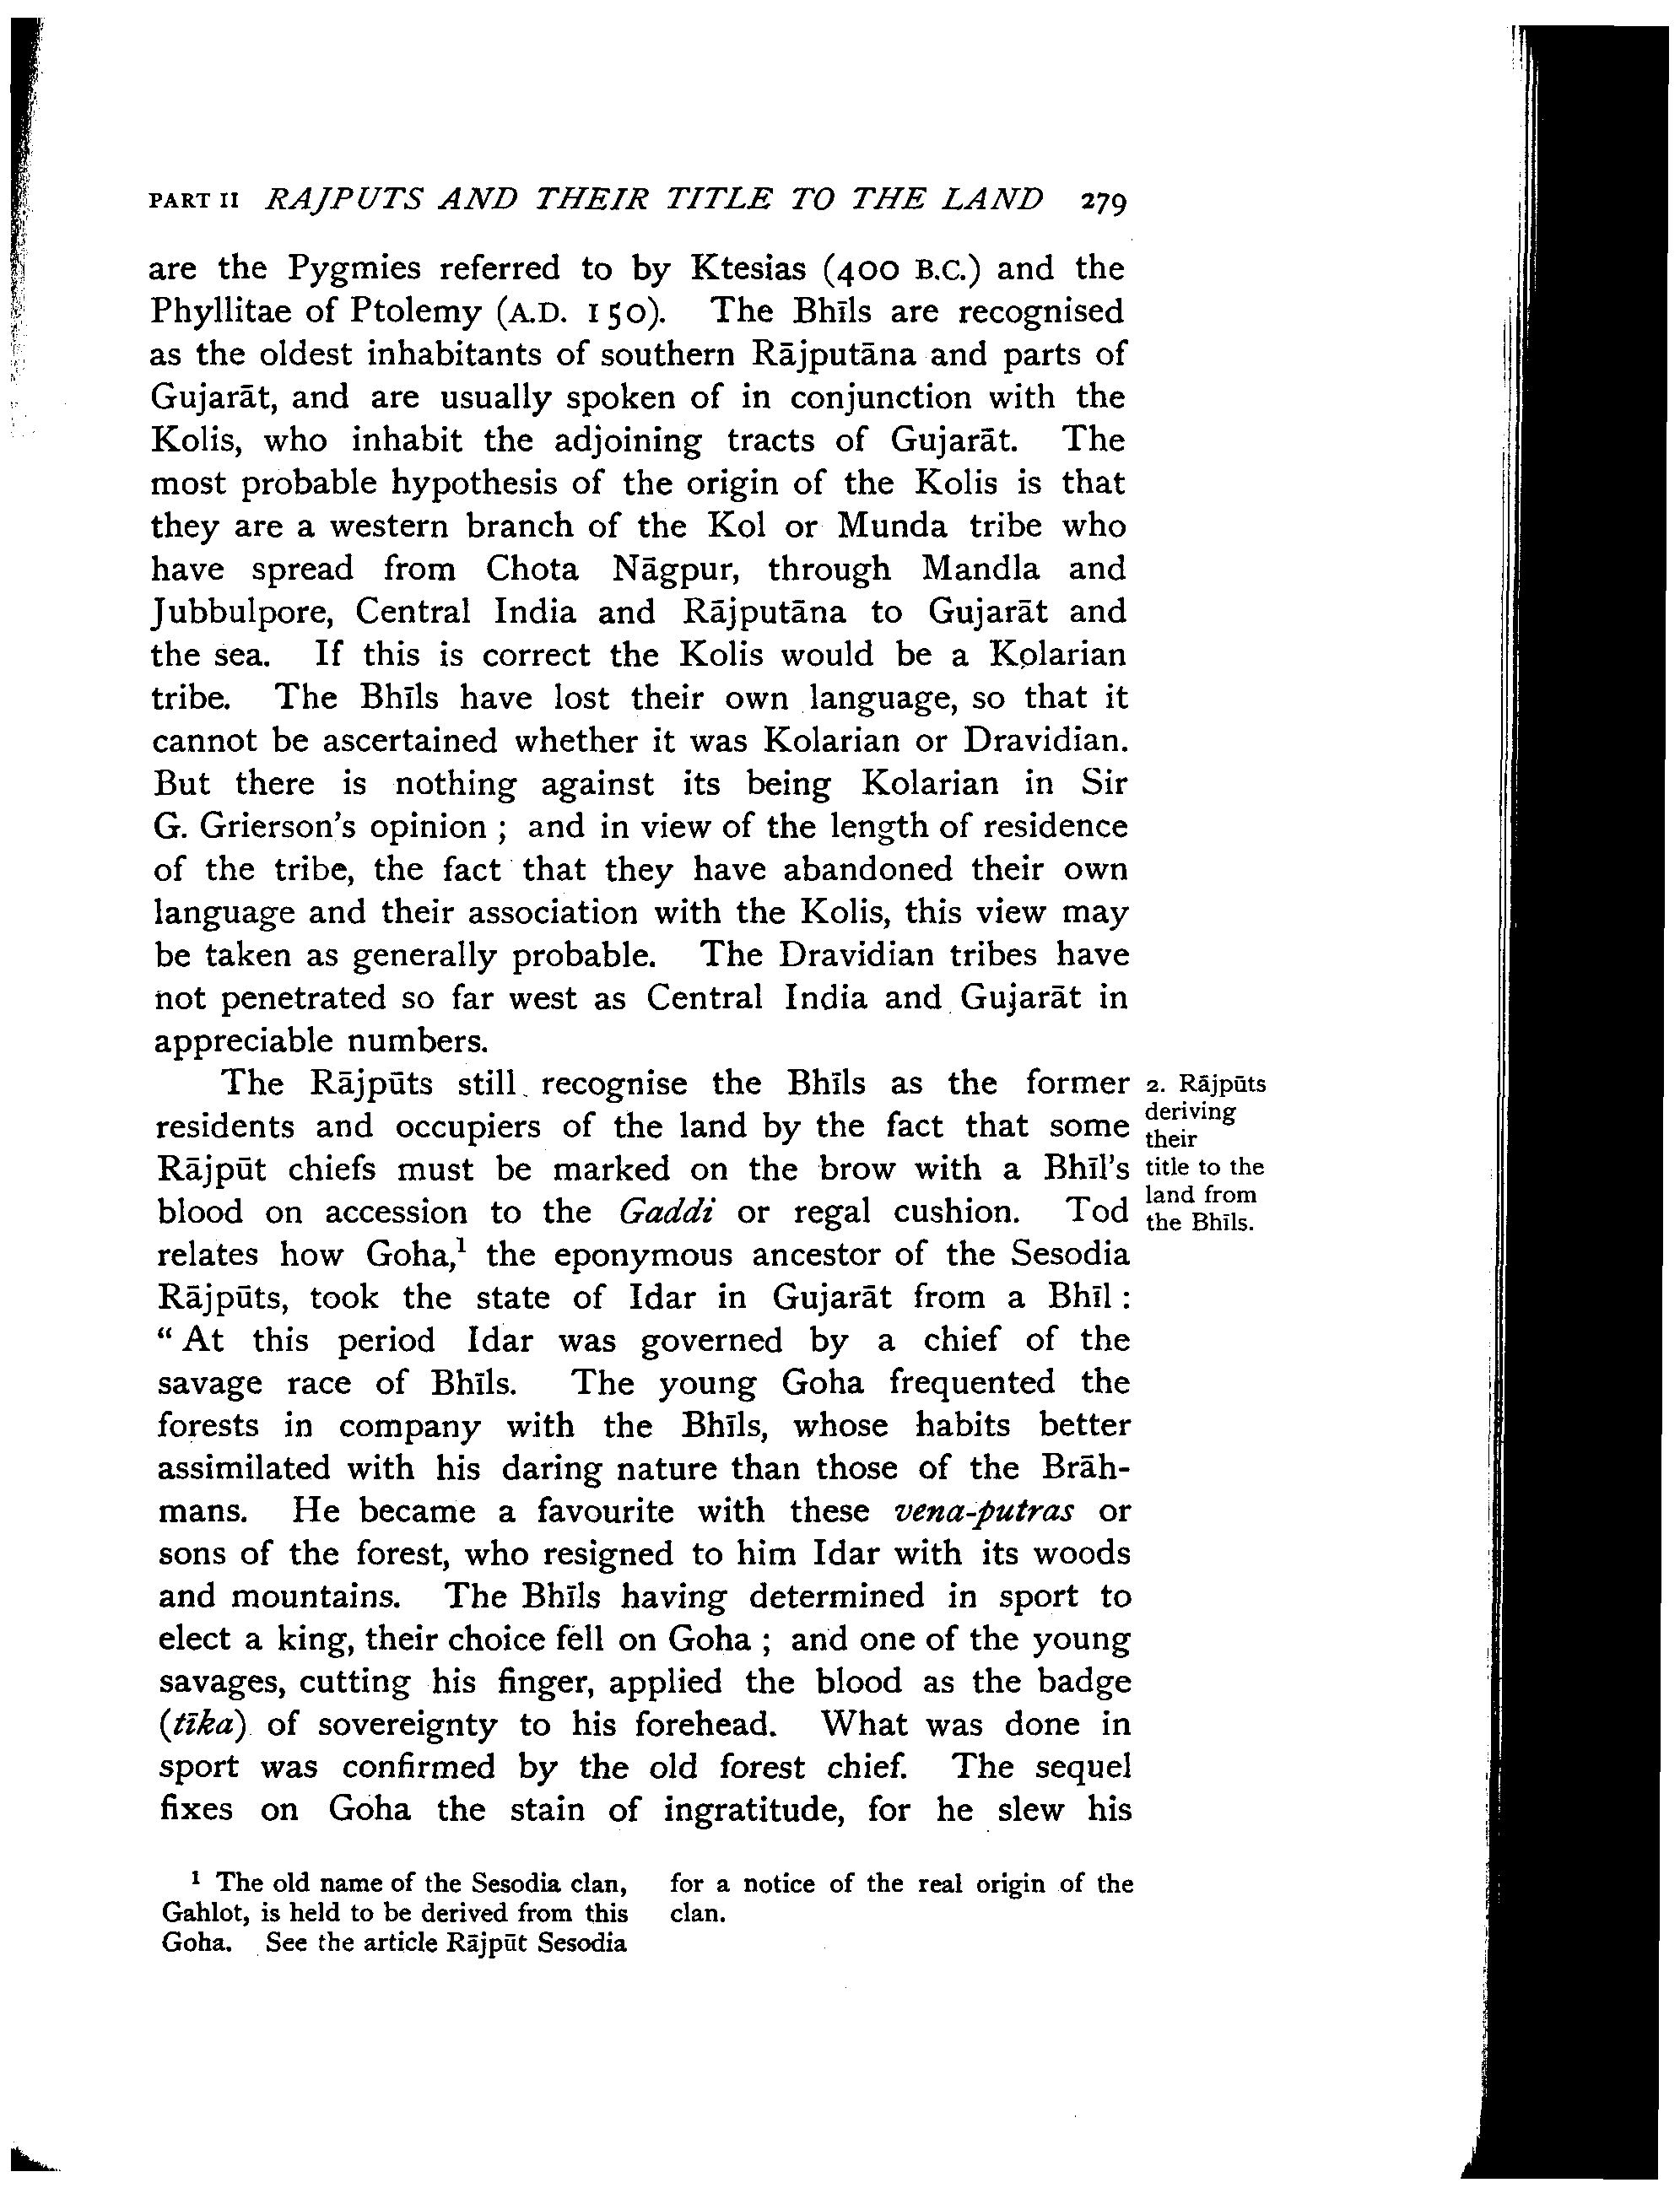 PART II RAJPUTS AND THEIR TITLE TO THE LAND 279
are the Pygmies referred to by Ktesias (400 B.C.) and the
Phyllitae of Ptolemy (A.D. 150). The Bhīls are recognised
as the oldest inhabitants of southern Rājputāna and parts of
Gujarāt, and are usually spoken of in conjunction with the
Kolis, who inhabit the adjoining tracts of Gujarāt. The
most probable hypothesis of the origin of the Kolis is that
they are a western branch of the Kol or Munda tribe who
have spread from Chota Nāgpur, through Mandla and
Jubbulpore, Central India and Rājputāna to Gujarāt and
the sea. If this is correct the Kolis would be a Kolarian
tribe. The Bhīls have lost their own language, so that it
cannot be ascertained whether it was Kolarian or Dravidian.
But there is nothing against its being Kolarian in Sir
G. Grierson's opinion ; and in view of the length of residence
of the tribe, the fact that they have abandoned their own
language and their association with the Kolis, this view may
be taken as generally probable. The Dravidian tribes have
not penetrated so far west as Central India and Gujarāt in
appreciable numbers.
The Rājpūts still recognise the Bhīls as the former
residents and occupiers of the land by the fact that some
Rājpūt chiefs must be marked on the brow with a Bhīl's
blood on accession to the Gaddi or regal cushion. Tod
relates how Goha,¹ the eponymous ancestor of the Sesodia
Rājpūts, took the state of Idar in Gujarāt from a Bhīl :
“ At this period Idar was governed by a chief of the
savage race of Bhīls. The young Goha frequented the
forests in company with the Bhīls, whose habits better
assimilated with his daring nature than those of the Brāh-
mans. He became a favourite with these vena-putras or
sons of the forest, who resigned to him Idar with its woods
and mountains. The Bhīls having determined in sport to
elect a king, their choice fell on Goha ; and one of the young
savages, cutting his finger, applied the blood as the badge
(tīka) of sovereignty to his forehead. What was done in
sport was confirmed by the old forest chief. The sequel
fixes on Goha the stain of ingratitude, for he slew his
2. Rājpūts
deriving
their
title to the
land from
the Bhīls.
¹ The old name of the Sesodia clan,
Gahlot, is held to be derived from this
Goha. See the article Rājpūt Sesodia
for a notice of the real origin of the
clan.